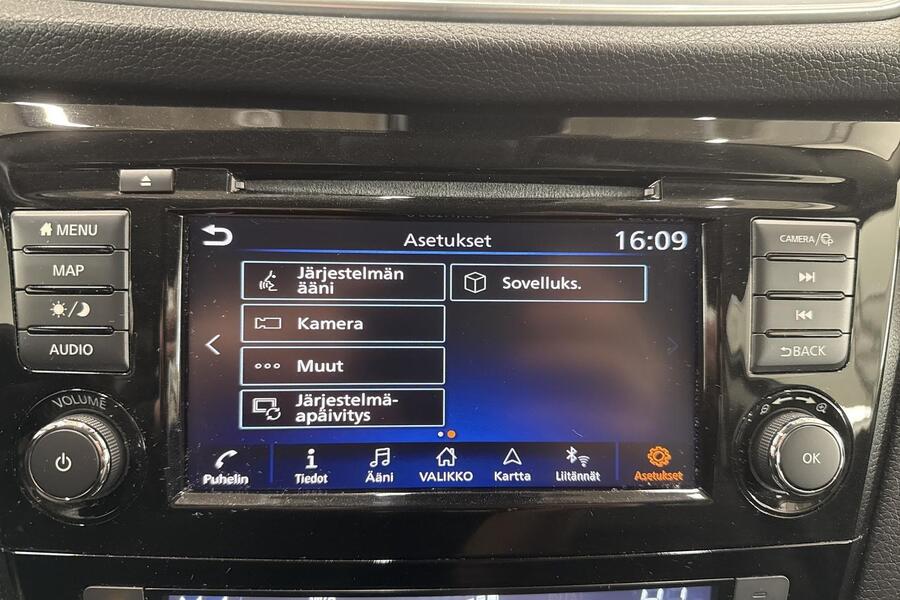 Asetukset
16:09
MENU
MAP
AUDIO
VOLUME
Järjestelmän
ääni
Sovelluks.
Kamera
Muut
Järjestelmä-
apäivitys
Puhelin
Tiedot
Ääni
VALIKKO
Kartta
Liitännät
Asetukset
CAMERA/
BACK
OK